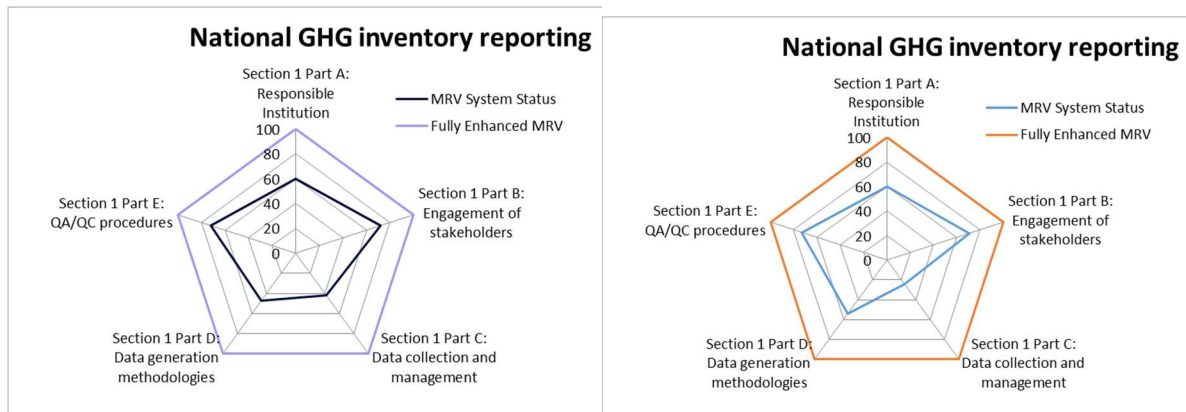 National GHG inventory reporting
Section 1 Part A:
Responsible
Institution
MRV System Status
Fully Enhanced MRV
100
80
60
40
20
0
Section 1 Part B:
Engagement of
stakeholders
Section 1 Part C:
Data collection and
management
Section 1 Part D:
Data generation
methodologies
Section 1 Part E:
QA/QC procedures
National GHG inventory reporting
Section 1 Part A:
Responsible
Institution
MRV System Status
Fully Enhanced MRV
100
80
60
40
20
0
Section 1 Part B:
Engagement of
stakeholders
Section 1 Part C:
Data collection and
management
Section 1 Part D:
Data generation
methodologies
Section 1 Part E:
QA/QC procedures